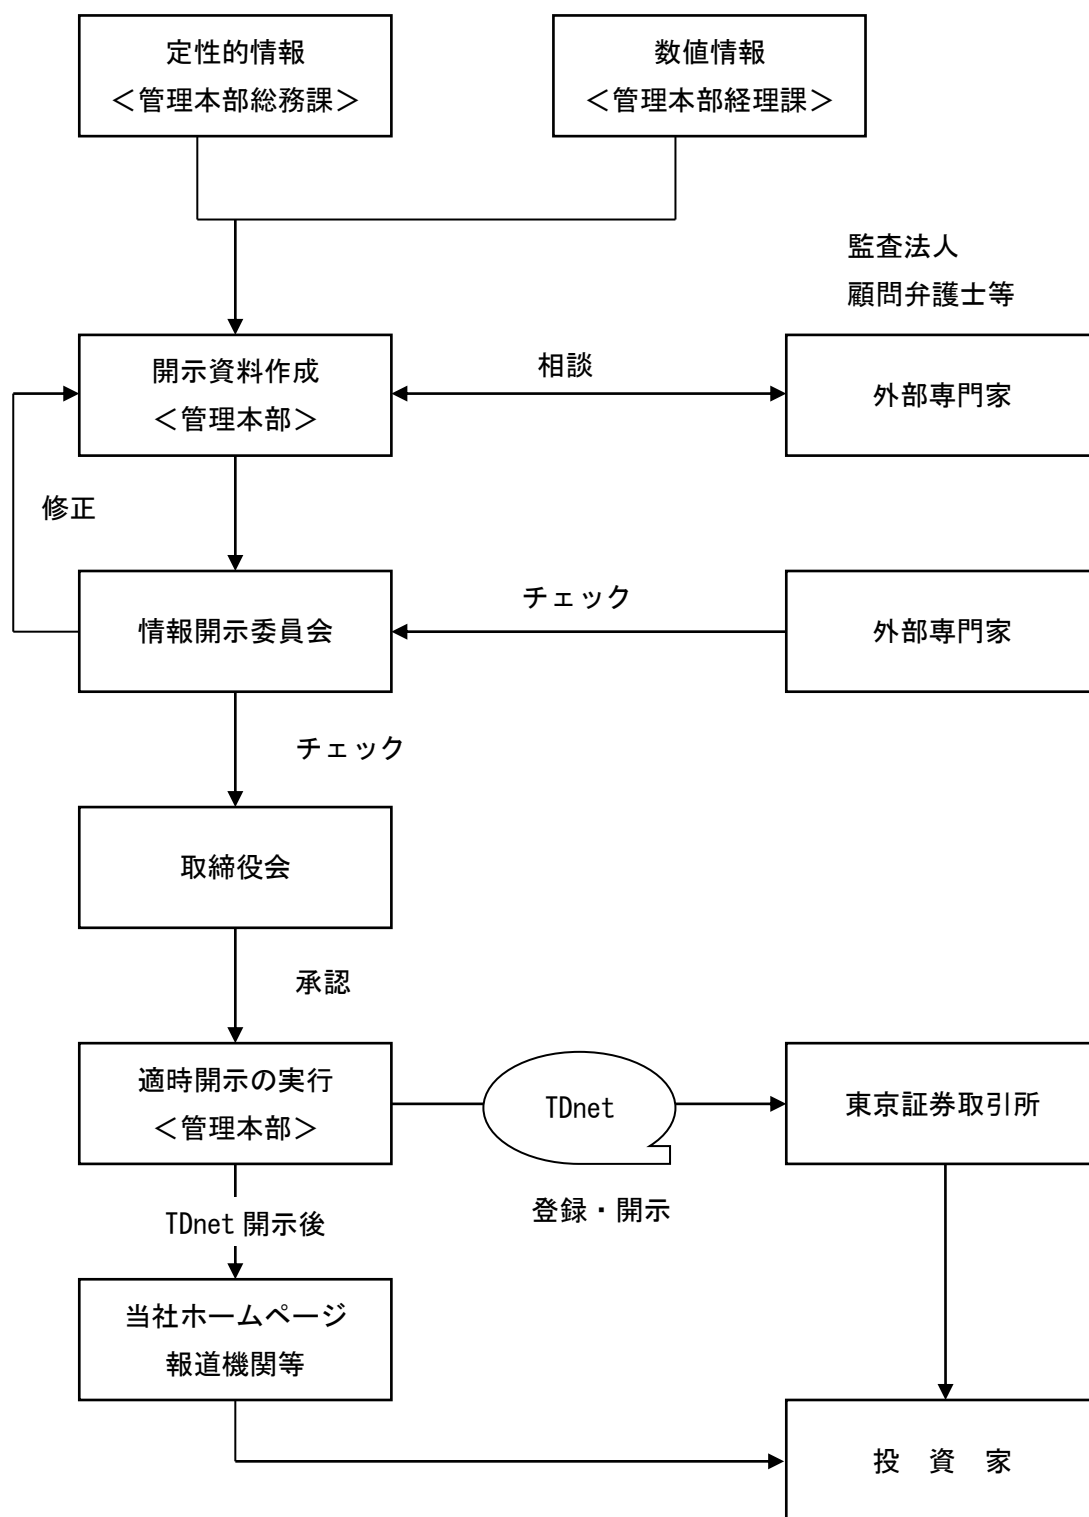 定性的情報
＜管理本部総務課＞
数値情報
＜管理本部経理課＞
監査法人
顧問弁護士等
開示資料作成
＜管理本部＞
相談
外部専門家
修正
情報開示委員会
チェック
外部専門家
チェック
取締役会
承認
適時開示の実行
＜管理本部＞
TDnet
東京証券取引所
登録・開示
TDnet 開示後
当社ホームページ
報道機関等
投　資　家